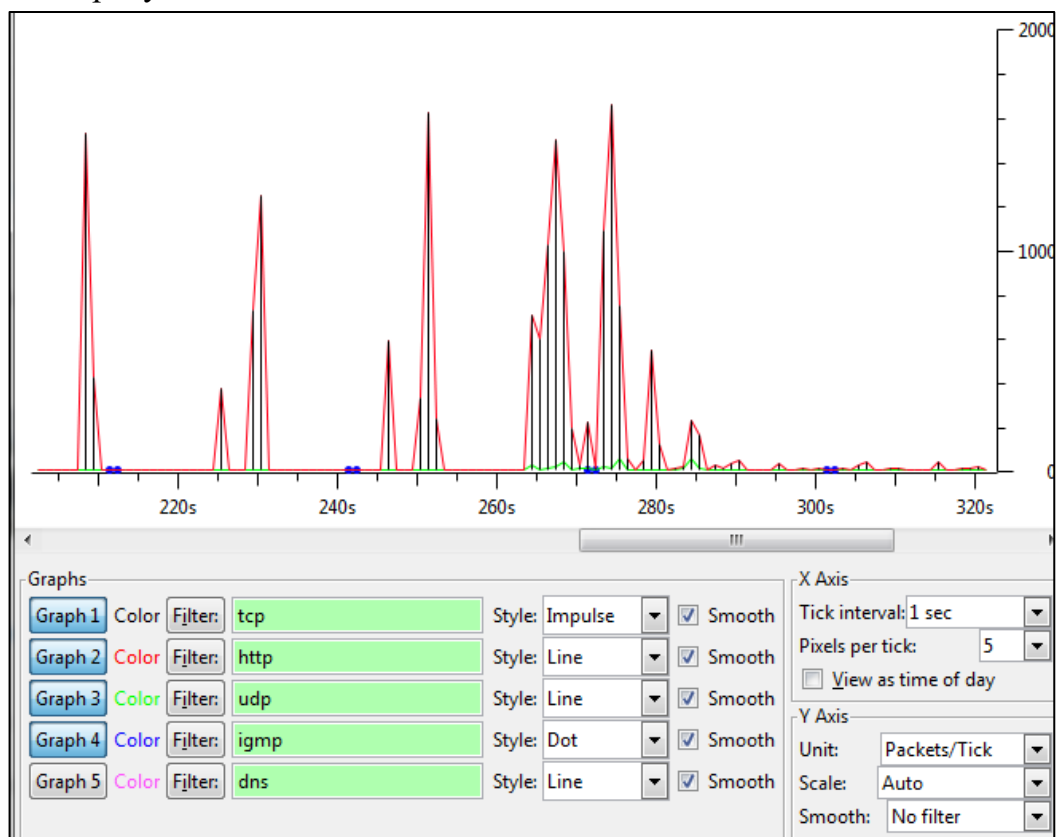 2000
1000
0
220s 240s 260s 280s 300s 320s
Graphs
Graph 1 Color Filter: tcp Style: Impulse Smooth
Graph 2 Color Filter: http Style: Line Smooth
Graph 3 Color Filter: udp Style: Line Smooth
Graph 4 Color Filter: igmp Style: Dot Smooth
Graph 5 Color Filter: dns Style: Line Smooth
X Axis
Tick interval: 1 sec
Pixels per tick: 5
View as time of day
Y Axis
Unit: Packets/Tick
Scale: Auto
Smooth: No filter